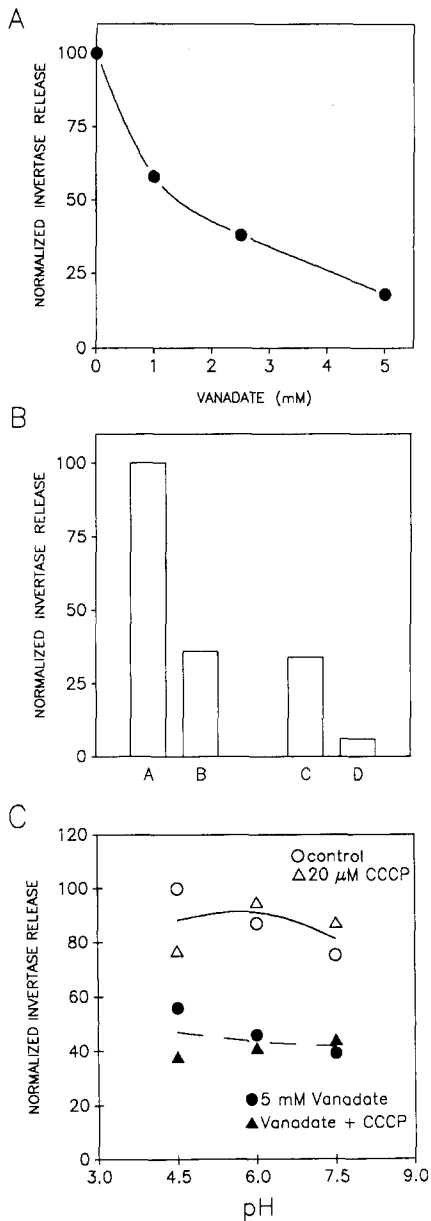 A
NORMALIZED INVERTASE RELEASE
100
75
50
25
0
0 1 2 3 4 5
VANADATE (mM)
B
NORMALIZED INVERTASE RELEASE
100
75
50
25
0
A B C D
C
NORMALIZED INVERTASE RELEASE
120
100
80
60
40
20
0
control
20 μM CCCP
5 mM Vanadate
Vanadate + CCCP
3.0 4.5 6.0 7.5 9.0
pH